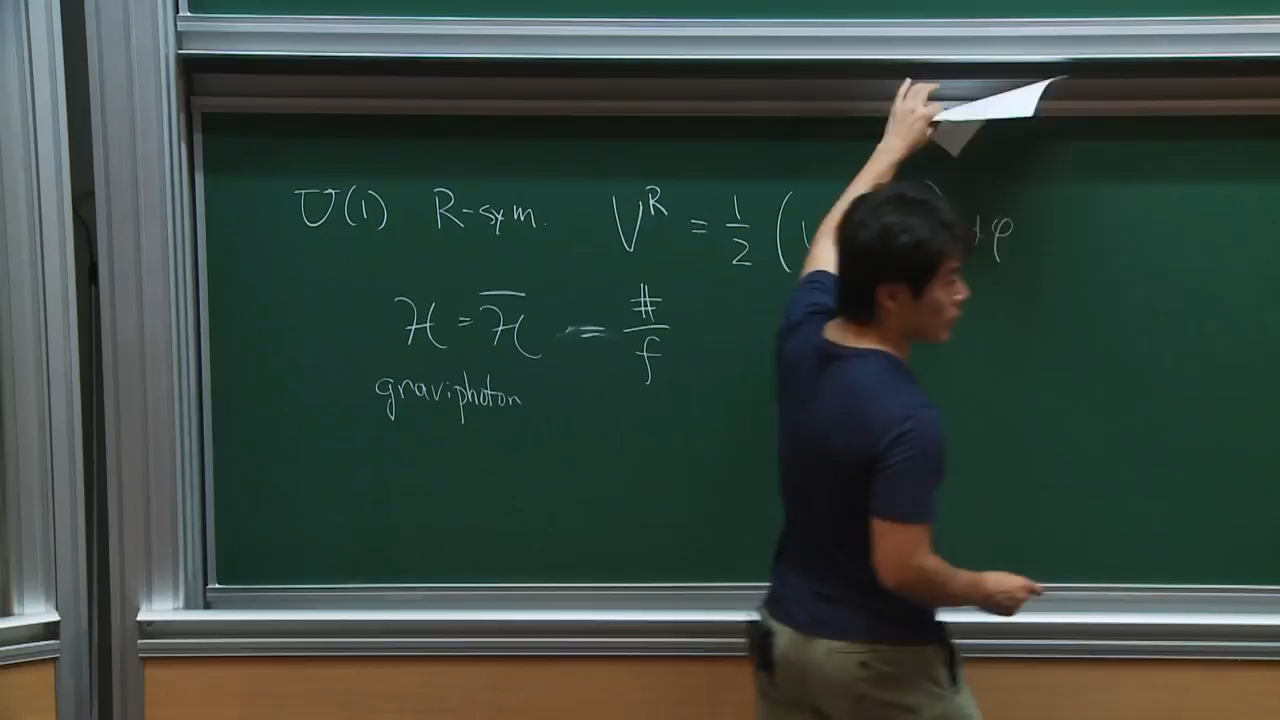 U(1) R-sym. V^R = 1/2 ( ) + φ
ℋ = ℋ̄ = #/f
graviphoton